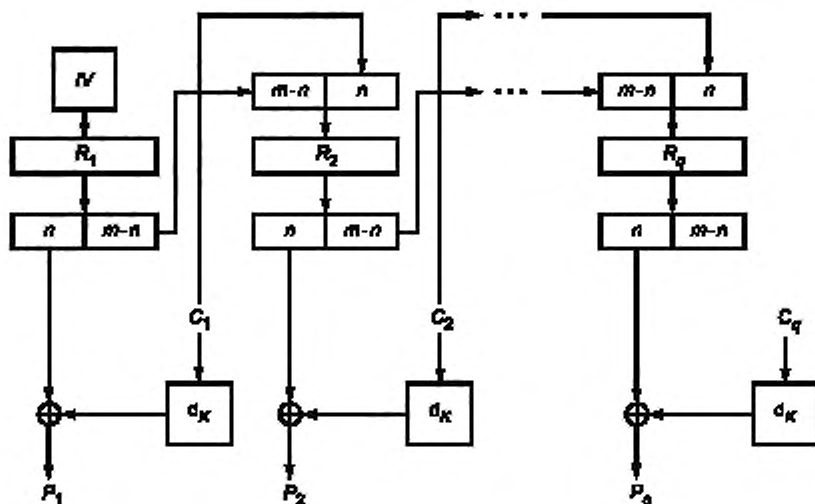 IV
m-n n
m-n n
R1
R2
Rq
n m-n
n m-n
n m-n
C1
C2
Cq
dK
dK
dK
P1
P2
Pq